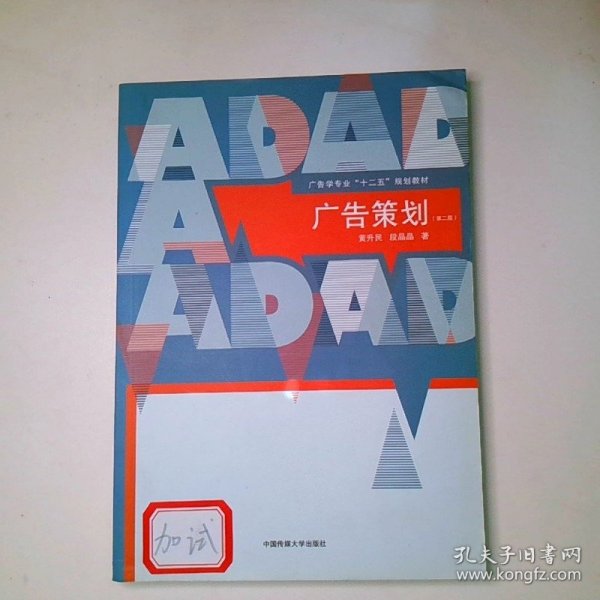 ADAD
广告学专业“十二五”规划教材
A
广告策划（第二版）
黄升民 段晶晶 著
ADAD
加试
中国传媒大学出版社
孔夫子旧书网
www.kongfz.com